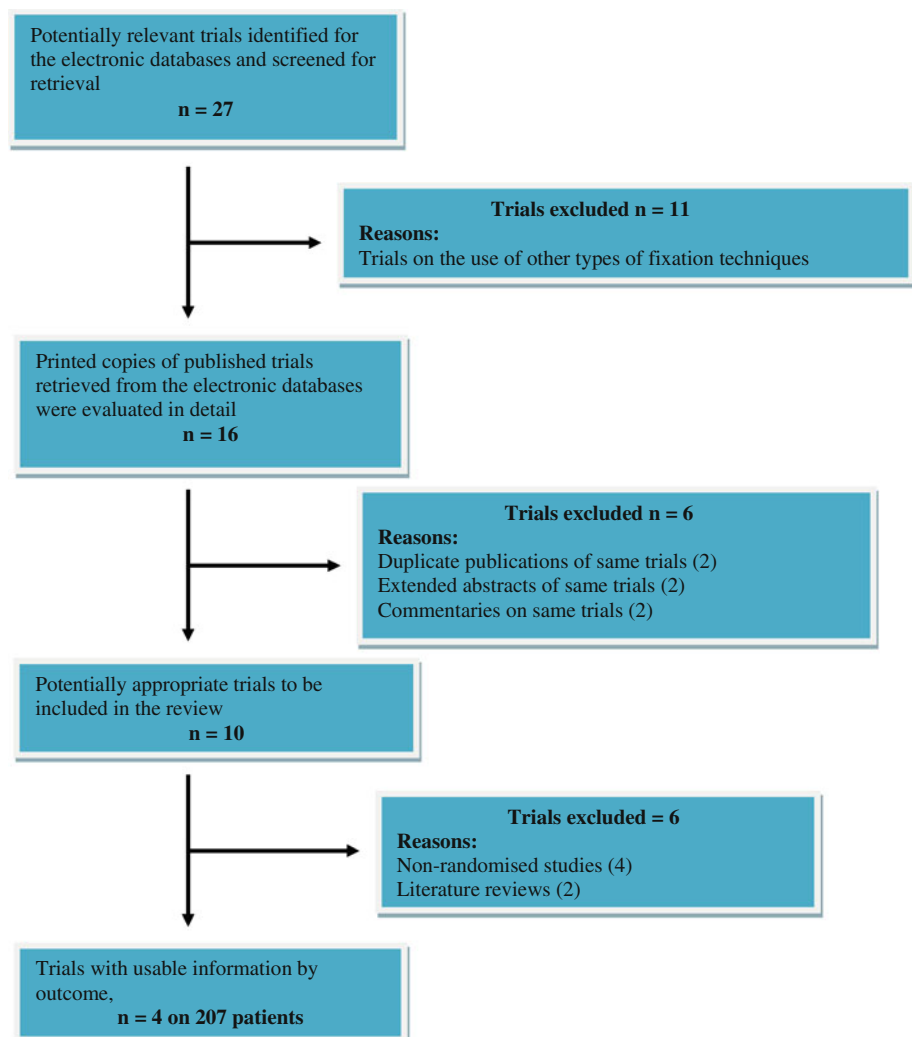 Potentially relevant trials identified for
the electronic databases and screened for
retrieval
n = 27
Trials excluded n = 11
Reasons:
Trials on the use of other types of fixation techniques
Printed copies of published trials
retrieved from the electronic databases
were evaluated in detail
n = 16
Trials excluded n = 6
Reasons:
Duplicate publications of same trials (2)
Extended abstracts of same trials (2)
Commentaries on same trials (2)
Potentially appropriate trials to be
included in the review
n = 10
Trials excluded = 6
Reasons:
Non-randomised studies (4)
Literature reviews (2)
Trials with usable information by
outcome,
n = 4 on 207 patients